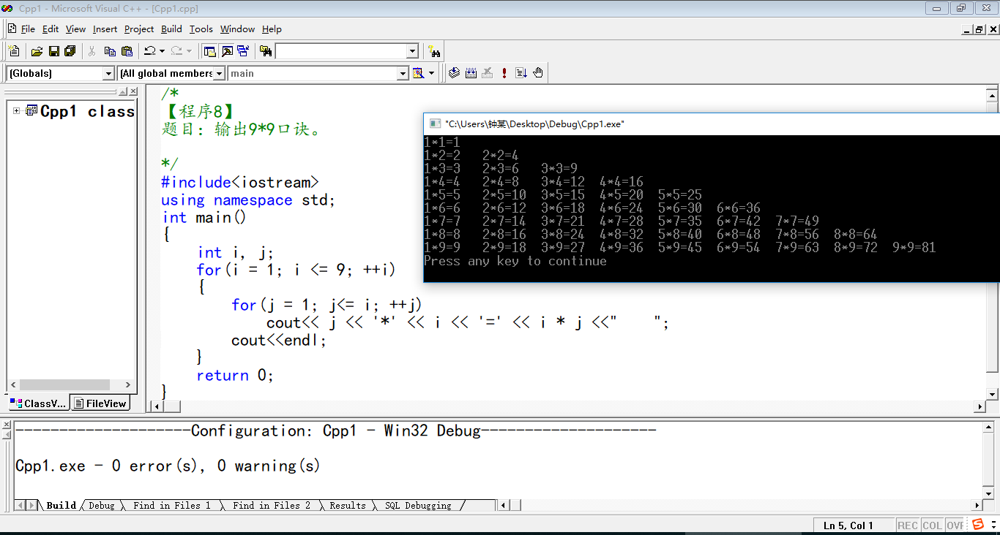 Cpp1 - Microsoft Visual C++ - [Cpp1.cpp]
File Edit View Insert Project Build Tools Window Help
(Globals) (All global members main
Cpp1 class
ClassV... FileView
/*
【程序8】
题目：输出9*9口诀。
*/
#include<iostream>
using namespace std;
int main()
{
    int i, j;
    for(i = 1; i <= 9; ++i)
    {
        for(j = 1; j<= i; ++j)
            cout<< j << '*' << i << '=' << i * j <<"    ";
        cout<<endl;
    }
    return 0;
}
"C:\Users\钟某\Desktop\Debug\Cpp1.exe"
1*1=1
1*2=2   2*2=4
1*3=3   2*3=6   3*3=9
1*4=4   2*4=8   3*4=12  4*4=16
1*5=5   2*5=10  3*5=15  4*5=20  5*5=25
1*6=6   2*6=12  3*6=18  4*6=24  5*6=30  6*6=36
1*7=7   2*7=14  3*7=21  4*7=28  5*7=35  6*7=42  7*7=49
1*8=8   2*8=16  3*8=24  4*8=32  5*8=40  6*8=48  7*8=56  8*8=64
1*9=9   2*9=18  3*9=27  4*9=36  5*9=45  6*9=54  7*9=63  8*9=72  9*9=81
Press any key to continue
--------------------Configuration: Cpp1 - Win32 Debug--------------------
Cpp1.exe - 0 error(s), 0 warning(s)
Build Debug Find in Files 1 Find in Files 2 Results SQL Debugging
Ln 5, Col 1 REC COL OVR